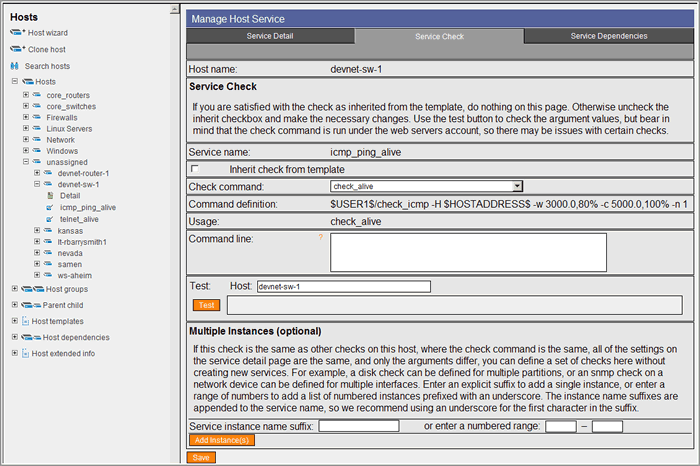 Hosts
Host wizard
Clone host
Search hosts
Hosts
core_routers
core_switches
Firewalls
Linux Servers
Network
Windows
unassigned
devnet-router-1
devnet-sw-1
Detail
icmp_ping_alive
telnet_alive
kansas
lt-rbarrysmith1
nevada
samen
ws-aheim
Host groups
Parent child
Host templates
Host dependencies
Host extended info
Manage Host Service
Service Detail Service Check Service Dependencies
Host name: devnet-sw-1
Service Check
If you are satisfied with the check as inherited from the template, do nothing on this page. Otherwise uncheck the
inherit checkbox and make the necessary changes. Use the test button to check the argument values, but bear in
mind that the check command is run under the web servers account, so there may be issues with certain checks.
Service name: icmp_ping_alive
Inherit check from template
Check command: check_alive
Command definition: $USER1$/check_icmp -H $HOSTADDRESS$ -w 3000.0,80% -c 5000.0,100% -n 1
Usage: check_alive
Command line: ?
Test: Host: devnet-sw-1
Test
Multiple Instances (optional)
If this check is the same as other checks on this host, where the check command is the same, all of the settings on
the service detail page are the same, and only the arguments differ, you can define a set of checks here without
creating new services. For example, a disk check can be defined for multiple partitions, or an snmp check on a
network device can be defined for multiple interfaces. Enter an explicit suffix to add a single instance, or enter a
range of numbers to add a list of numbered instances prefixed with an underscore. The instance name suffixes are
appended to the service name, so we recommend using an underscore for the first character in the suffix.
Service instance name suffix: or enter a numbered range: –
Add Instance(s)
Save